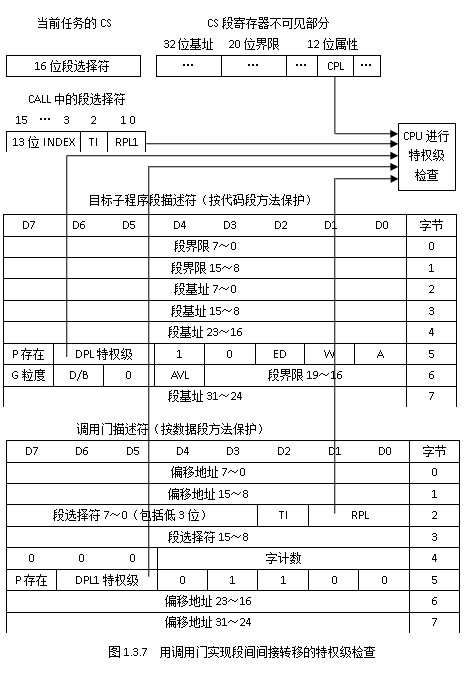 当前任务的 CS
CS 段寄存器不可见部分
32 位基址 20 位界限 12 位属性
16 位段选择符
… … … CPL …
CALL 中的段选择符
15 … 3 2 1 0
13 位 INDEX TI RPL1
CPU 进行
特权级
检查
目标子程序段描述符（按代码段方法保护）
D7 D6 D5 D4 D3 D2 D1 D0 字节
段界限 7～0 0
段界限 15～8 1
段基址 7～0 2
段基址 15～8 3
段基址 23～16 4
P 存在 DPL 特权级 1 0 ED W A 5
G 粒度 D/B 0 AVL 段界限 19～16 6
段基址 31～24 7
调用门描述符（按数据段方法保护）
D7 D6 D5 D4 D3 D2 D1 D0 字节
偏移地址 7～0 0
偏移地址 15～8 1
段选择符 7～0（包括低 3 位） TI RPL 2
段选择符 15～8 3
0 0 0 字计数 4
P 存在 DPL1 特权级 0 1 1 0 0 5
偏移地址 23～16 6
偏移地址 31～24 7
图 1.3.7 用调用门实现段间间接转移的特权级检查